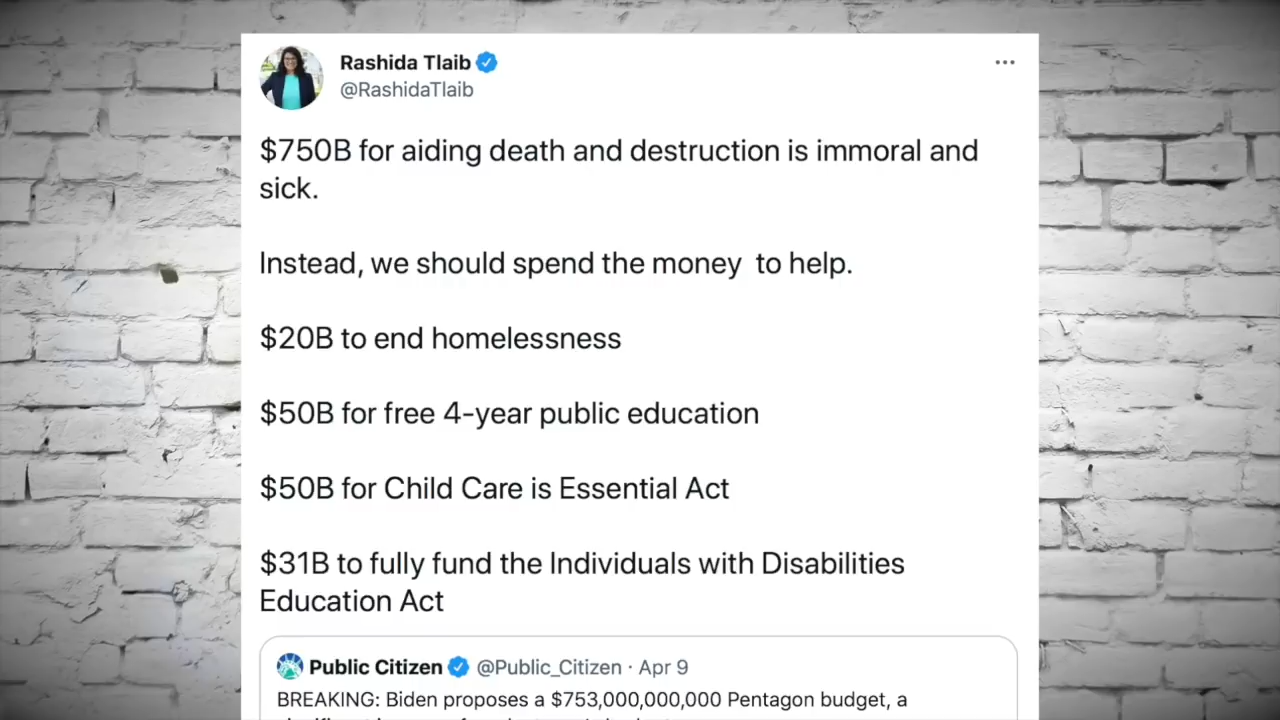 Rashida Tlaib
@RashidaTlaib
$750B for aiding death and destruction is immoral and
sick.
Instead, we should spend the money  to help.
$20B to end homelessness
$50B for free 4-year public education
$50B for Child Care is Essential Act
$31B to fully fund the Individuals with Disabilities
Education Act
Public Citizen @Public_Citizen · Apr 9
BREAKING: Biden proposes a $753,000,000,000 Pentagon budget, a